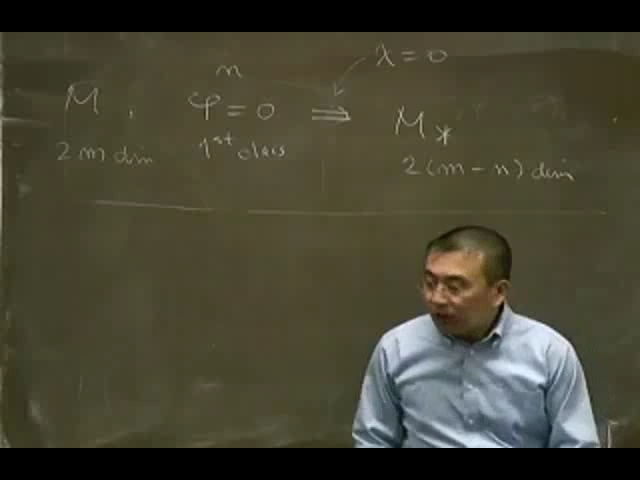 χ = 0
n
M , φ = 0 ⟹ M*
2m dim 1st class 2(m - n) dim